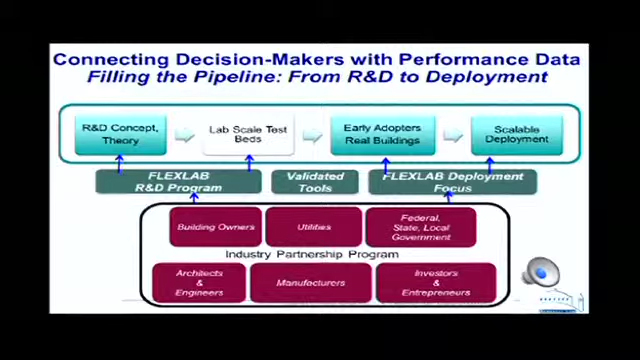 Connecting Decision-Makers with Performance Data
Filling the Pipeline: From R&D to Deployment
R&D Concept,
Theory
Lab Scale Test
Beds
Early Adopters
Real Buildings
Scalable
Deployment
FLEXLAB
R&D Program
Validated
Tools
FLEXLAB Deployment
Focus
Building Owners
Utilities
Federal,
State, Local
Government
Industry Partnership Program
Architects
&
Engineers
Manufacturers
Investors
&
Entrepreneurs